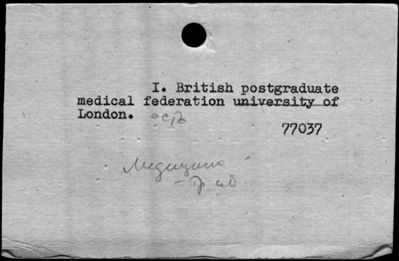 I. British postgraduate
medical federation university of
London.
77037
Медицина